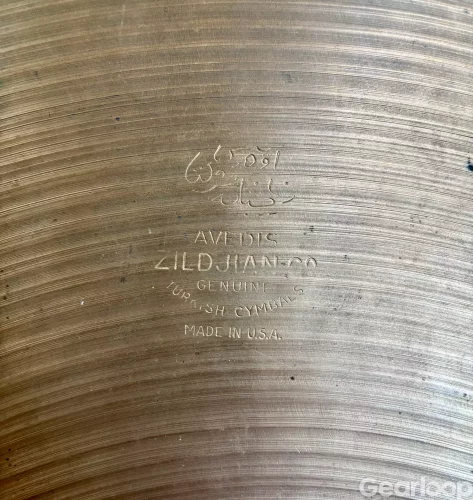 AVEDIS
ZILDJIAN CO
GENUINE
TURKISH CYMBALS
MADE IN U.S.A.
Gearloop